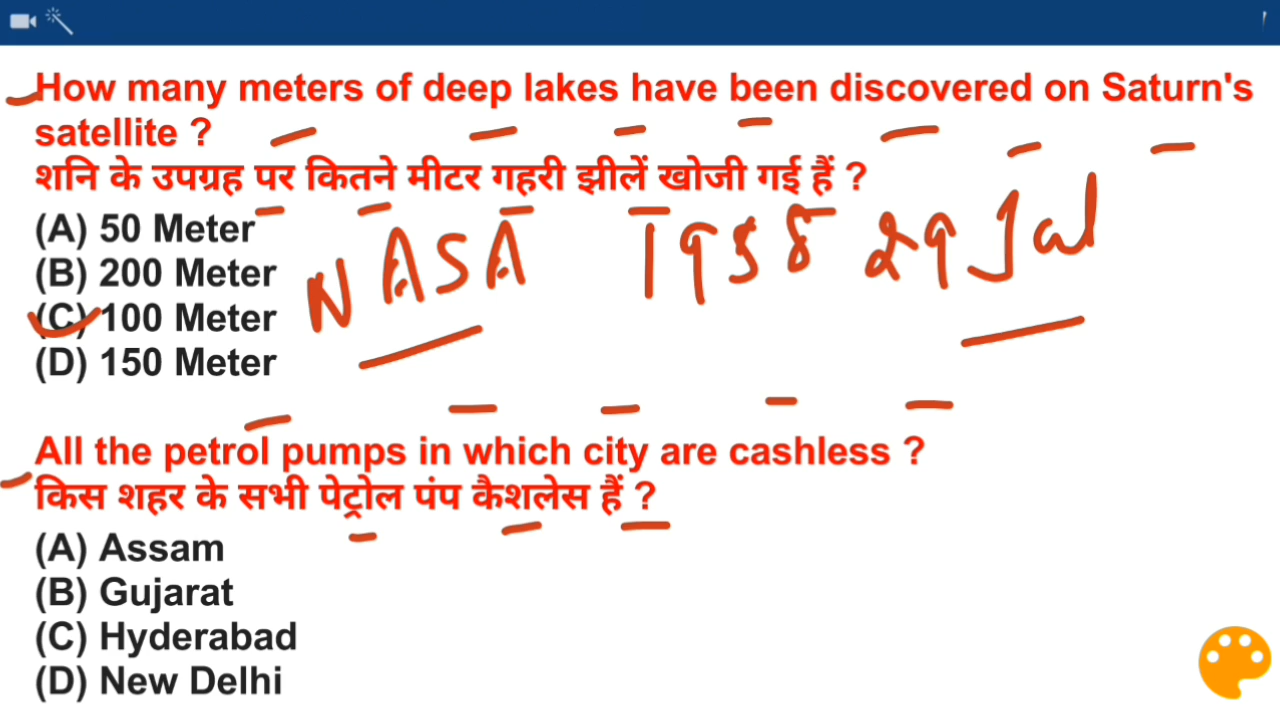 How many meters of deep lakes have been discovered on Saturn's
satellite ?
शनि के उपग्रह पर कितने मीटर गहरी झीलें खोजी गई हैं ?
(A) 50 Meter
(B) 200 Meter
(C) 100 Meter
(D) 150 Meter
NASA 1958 29 Jul
All the petrol pumps in which city are cashless ?
किस शहर के सभी पेट्रोल पंप कैशलेस हैं ?
(A) Assam
(B) Gujarat
(C) Hyderabad
(D) New Delhi